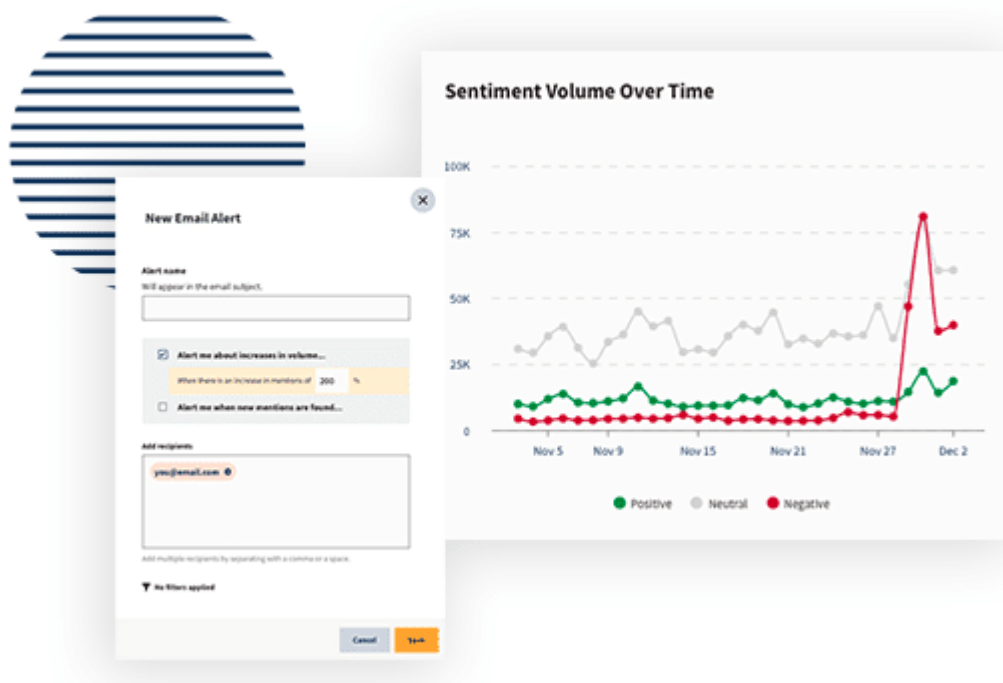 Sentiment Volume Over Time
100K
75K
50K
25K
0
Nov 5 Nov 9 Nov 15 Nov 21 Nov 27 Dec 2
Positive Neutral Negative
New Email Alert
Alert name
Will appear in the email subject.
Alert me about increases in volume...
When there is an increase in mentions of 200 %
Alert me when new mentions are found...
Add recipients
you@email.com
Add multiple recipients by separating with a comma or a space.
No filters applied
Cancel